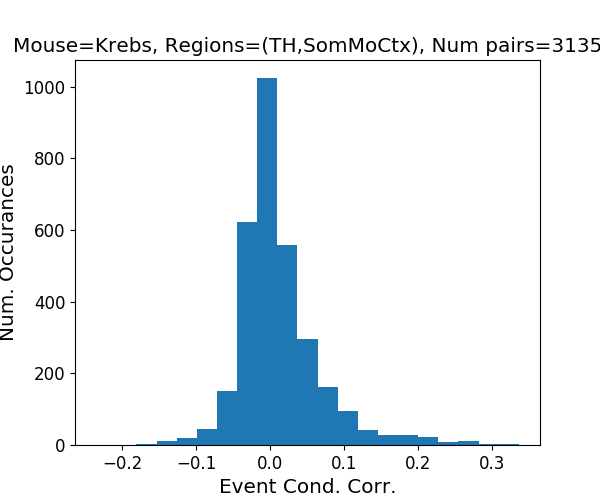 Mouse=Krebs, Regions=(TH,SomMoCtx), Num pairs=3135
Num. Occurances
1000
800
600
400
200
0
−0.2 −0.1 0.0 0.1 0.2 0.3
Event Cond. Corr.